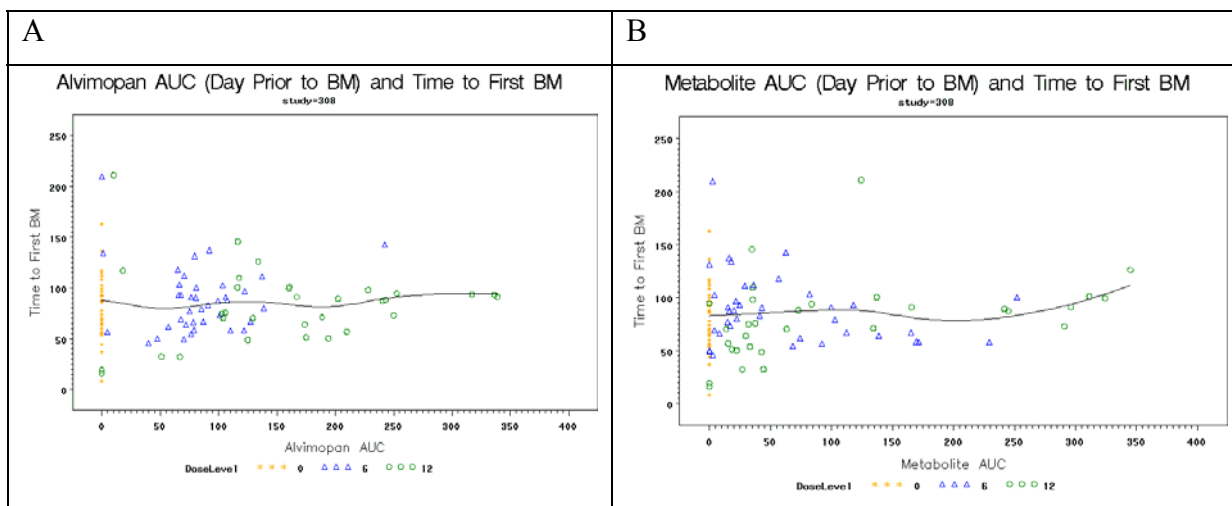 A
B
Alvimopan AUC (Day Prior to BM) and Time to First BM
study=308
Time to First BM
250
200
150
100
50
0
0 50 100 150 200 250 300 350 400
Alvimopan AUC
DoseLevel 0 6 12
Metabolite AUC (Day Prior to BM) and Time to First BM
study=308
Time to First BM
250
200
150
100
50
0
0 50 100 150 200 250 300 350 400
Metabolite AUC
DoseLevel 0 6 12